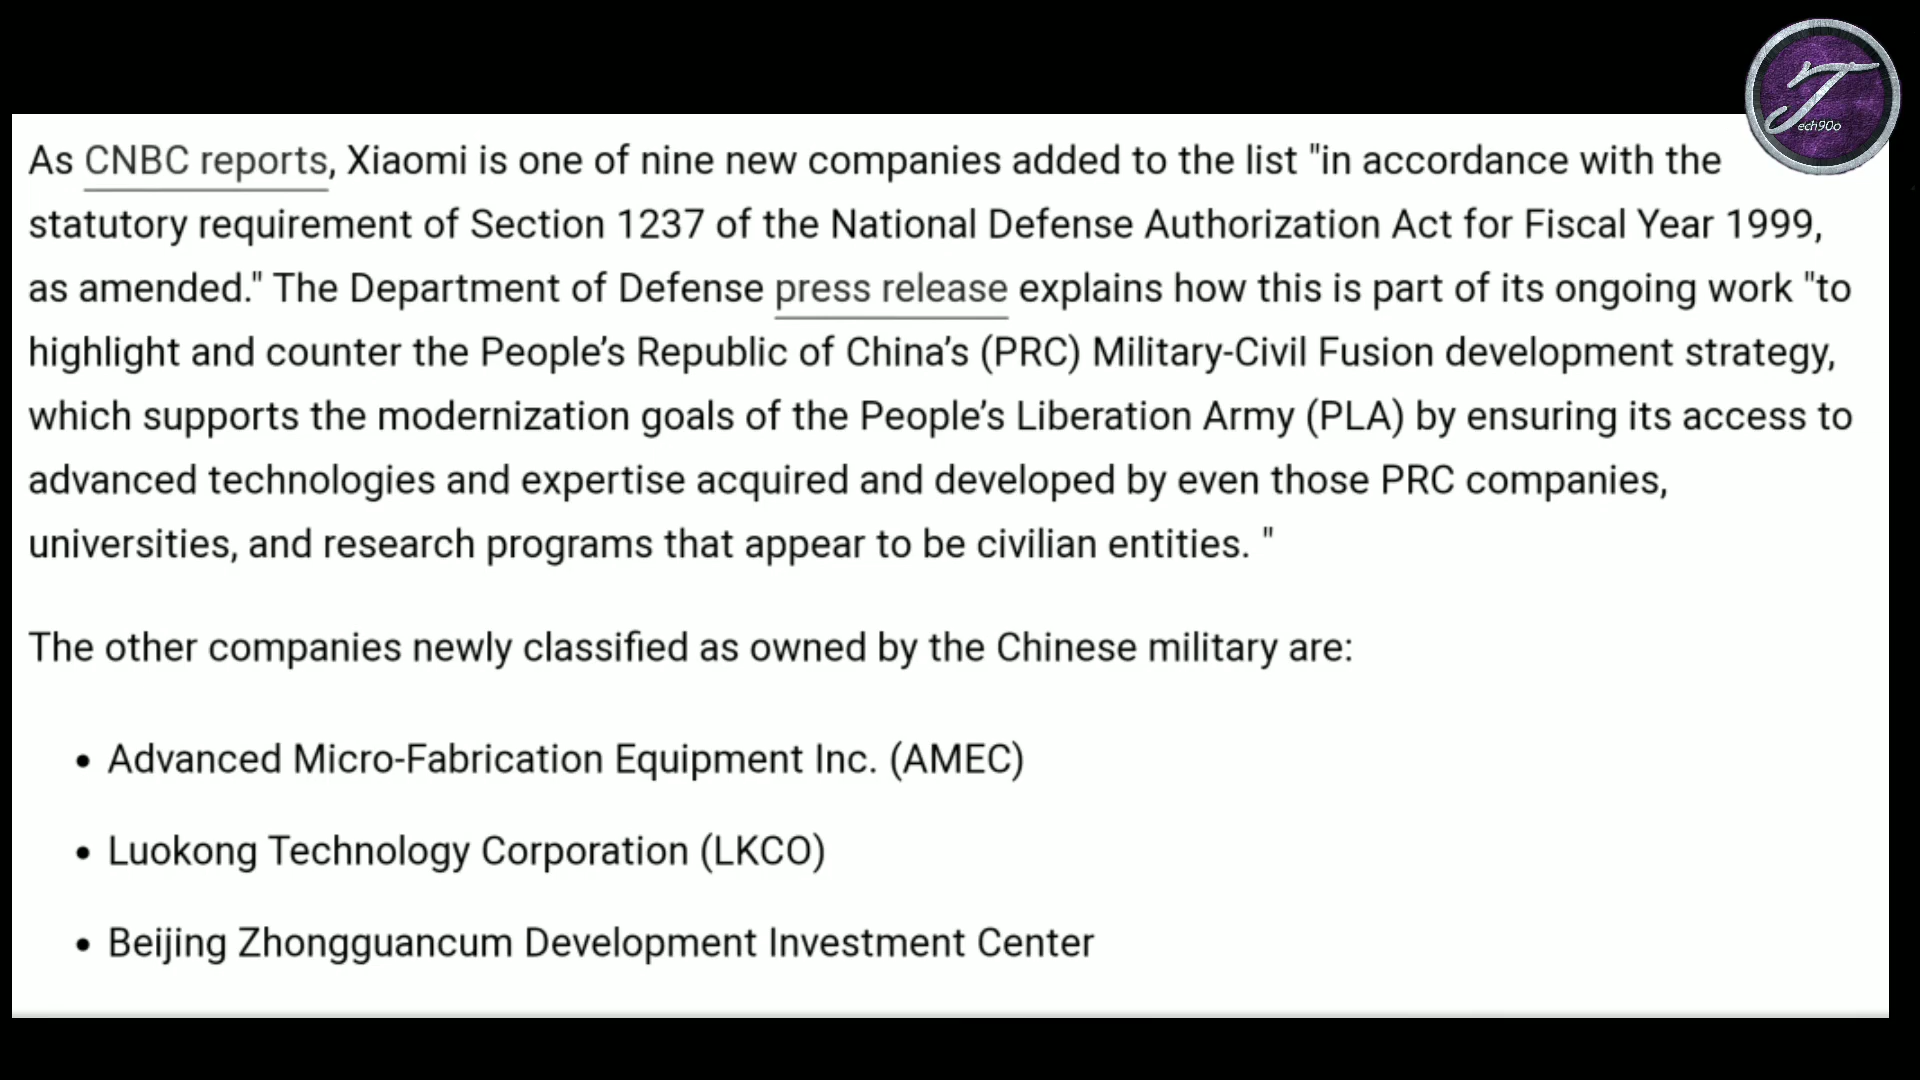 As CNBC reports, Xiaomi is one of nine new companies added to the list "in accordance with the
statutory requirement of Section 1237 of the National Defense Authorization Act for Fiscal Year 1999,
as amended." The Department of Defense press release explains how this is part of its ongoing work "to
highlight and counter the People’s Republic of China’s (PRC) Military-Civil Fusion development strategy,
which supports the modernization goals of the People’s Liberation Army (PLA) by ensuring its access to
advanced technologies and expertise acquired and developed by even those PRC companies,
universities, and research programs that appear to be civilian entities. "
The other companies newly classified as owned by the Chinese military are:
• Advanced Micro-Fabrication Equipment Inc. (AMEC)
• Luokong Technology Corporation (LKCO)
• Beijing Zhongguancum Development Investment Center
Tech90o